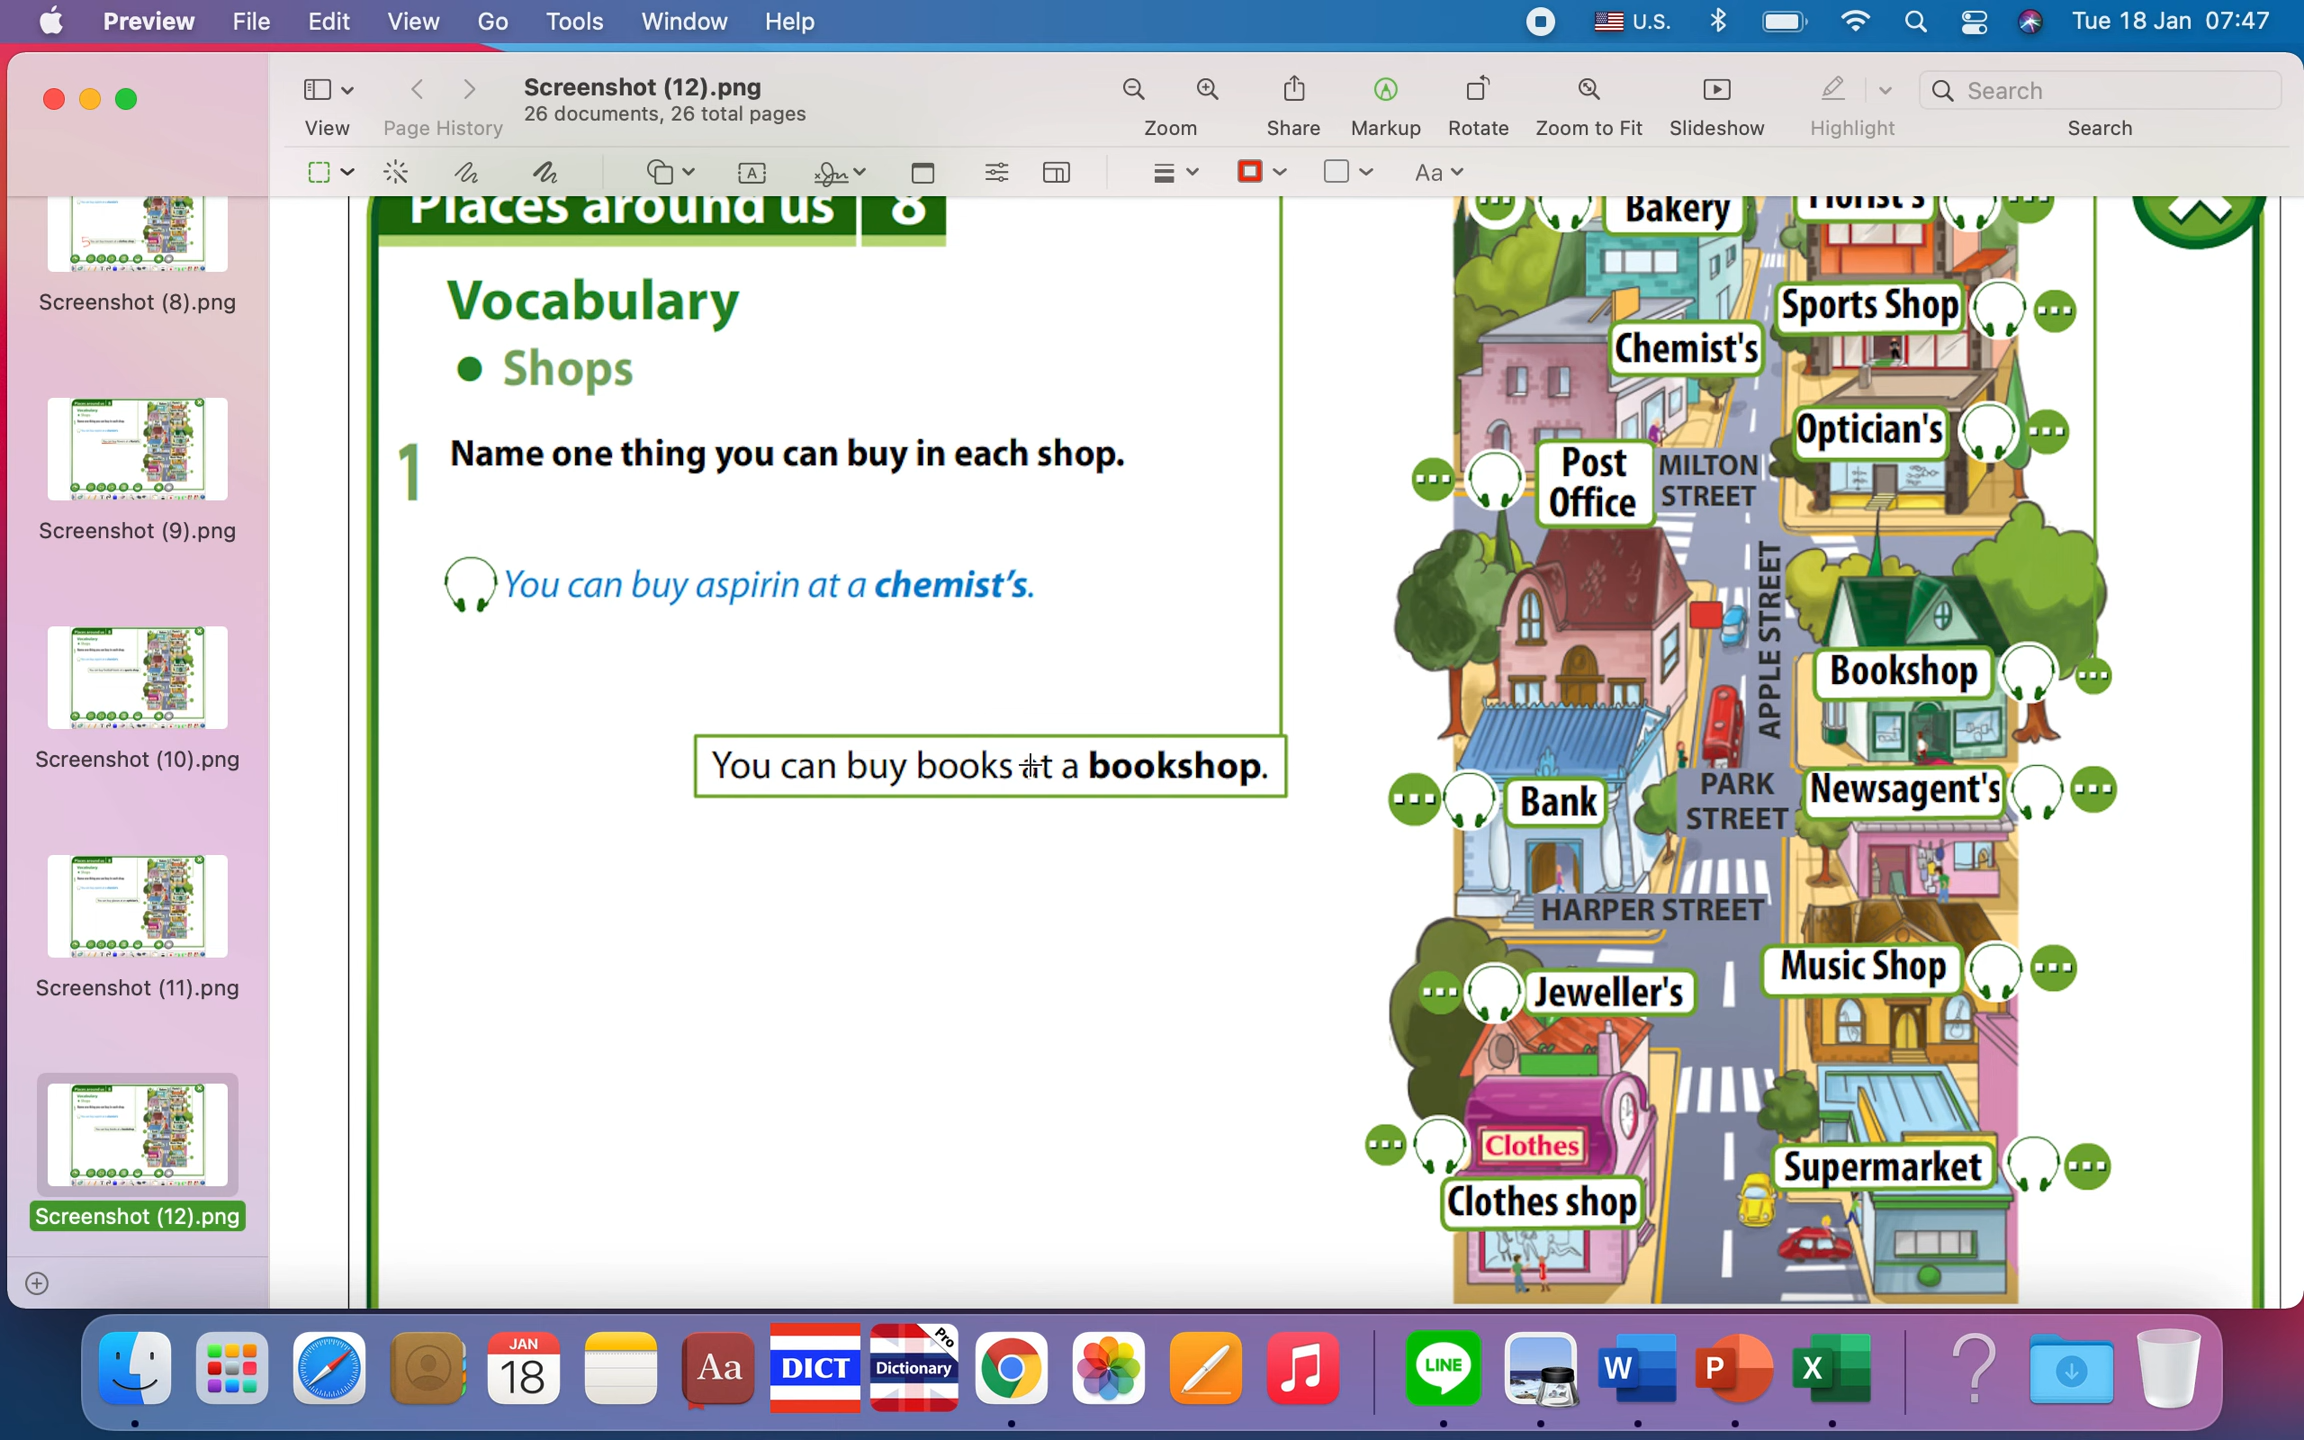 Preview File Edit View Go Tools Window Help U.S. Tue 18 Jan 07:47
Screenshot (12).png
26 documents, 26 total pages
View Page History Zoom Share Markup Rotate Zoom to Fit Slideshow Highlight Search
Search
Aa
Screenshot (8).png
Screenshot (9).png
Screenshot (10).png
Screenshot (11).png
Screenshot (12).png
Places around us 8
Vocabulary
• Shops
1 Name one thing you can buy in each shop.
You can buy aspirin at a chemist's.
You can buy books at a bookshop.
Bakery
Florist's
Sports Shop
Chemist's
Optician's
Post
Office
MILTON
STREET
APPLE STREET
Bookshop
Bank
PARK
STREET
Newsagent's
HARPER STREET
Music Shop
Jeweller's
Clothes
Clothes shop
Supermarket
JAN
18
Aa
DICT
Pro
Dictionary
LINE
W
P
X